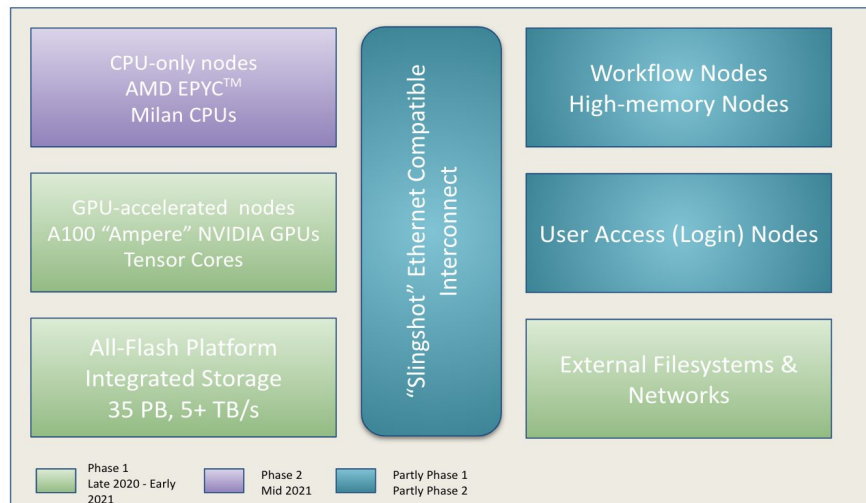 CPU-only nodes
AMD EPYC™
Milan CPUs
GPU-accelerated nodes
A100 “Ampere” NVIDIA GPUs
Tensor Cores
All-Flash Platform
Integrated Storage
35 PB, 5+ TB/s
“Slingshot” Ethernet Compatible
Interconnect
Workflow Nodes
High-memory Nodes
User Access (Login) Nodes
External Filesystems &
Networks
Phase 1
Late 2020 - Early
2021
Phase 2
Mid 2021
Partly Phase 1
Partly Phase 2